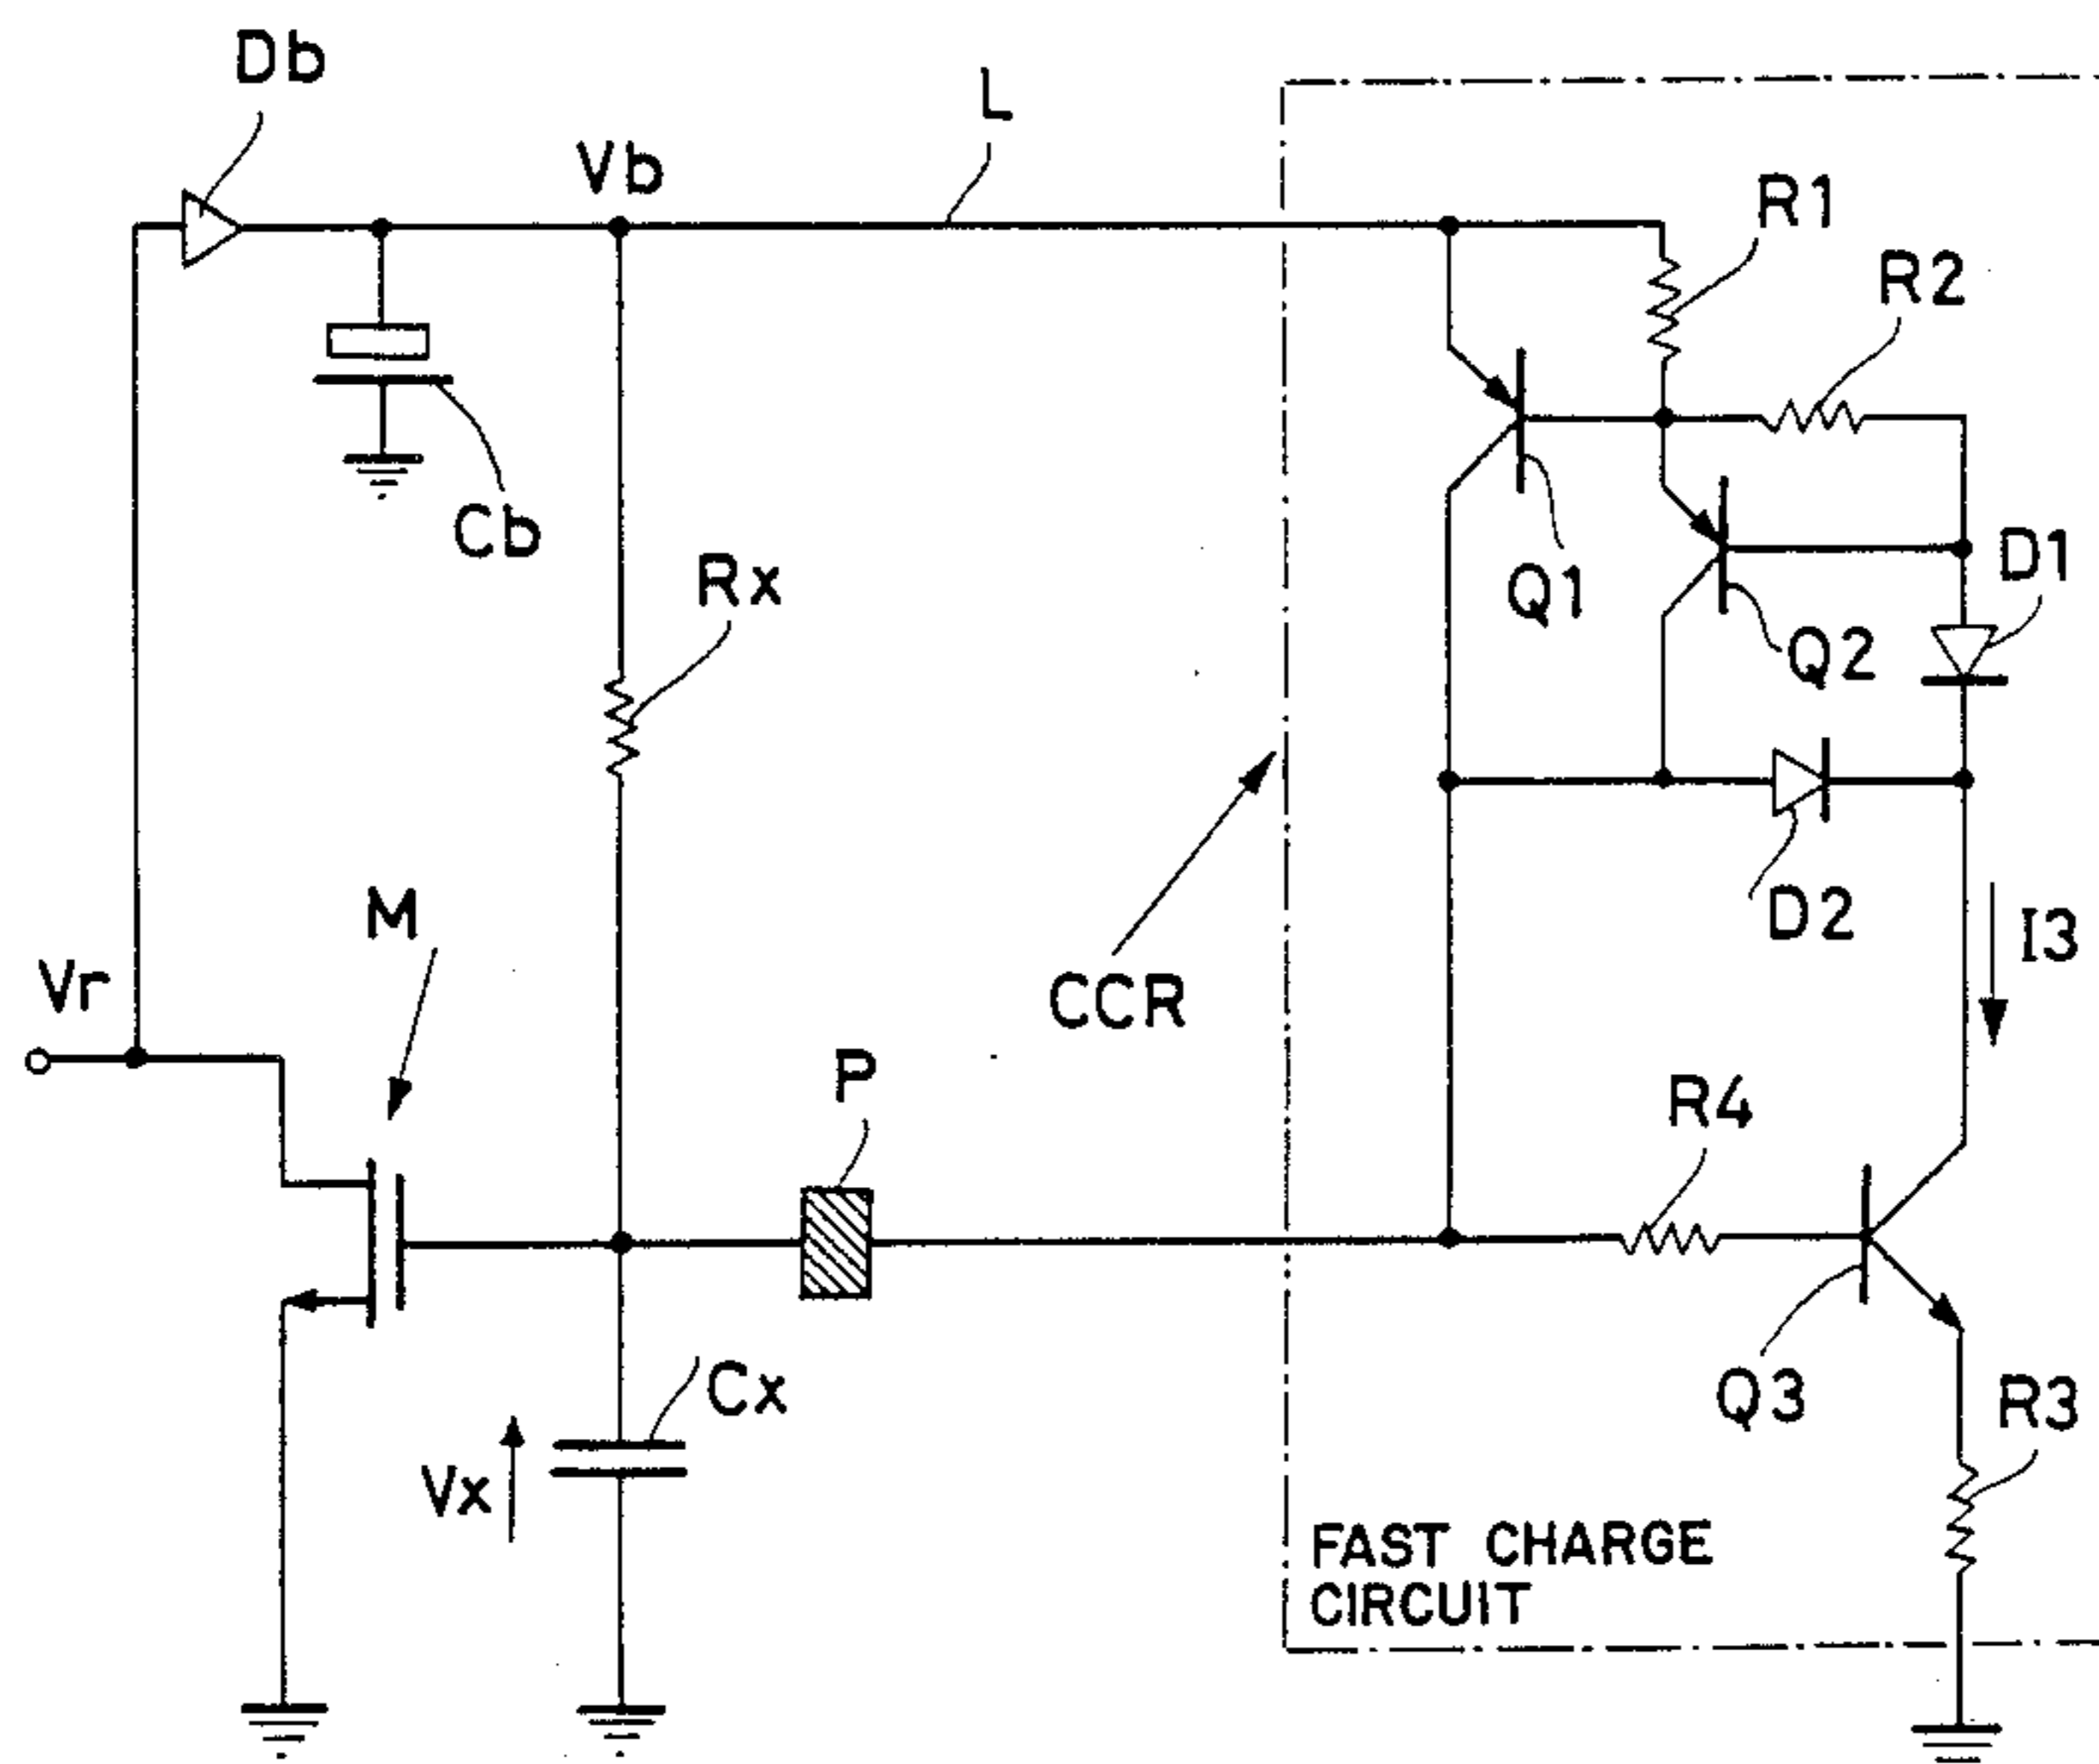 Db
L
Vb
R1
R2
Cb
Rx
Q1
D1
Q2
M
D2
I3
Vr
CCR
P
R4
Cx
Q3
R3
Vx
FAST CHARGE
CIRCUIT